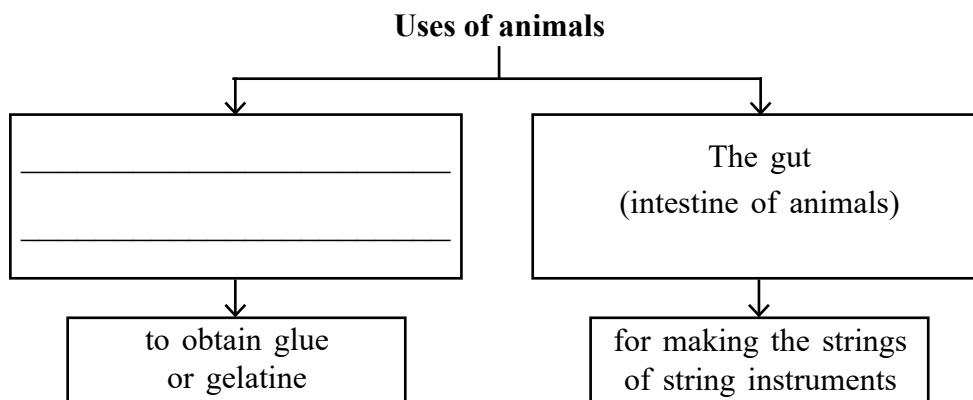 Uses of animals
The gut
(intestine of animals)
to obtain glue
or gelatine
for making the strings
of string instruments